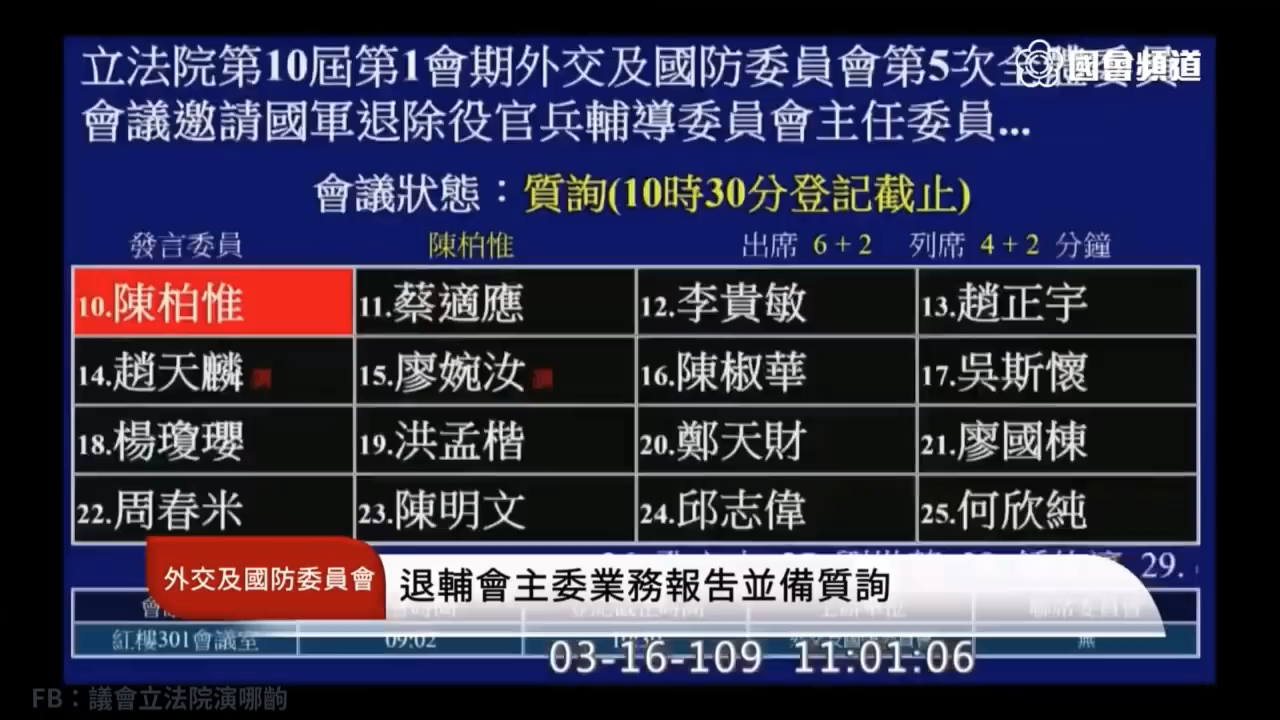 立法院第10屆第1會期外交及國防委員會第5次全體委員
國會頻道
會議邀請國軍退除役官兵輔導委員會主任委員...
會議狀態：質詢(10時30分登記截止)
發言委員 陳柏惟 出席 6+2 列席 4+2 分鐘
10.陳柏惟 11.蔡適應 12.李貴敏 13.趙正宇
14.趙天麟 15.廖婉汝 16.陳椒華 17.吳斯懷
18.楊瓊瓔 19.洪孟楷 20.鄭天財 21.廖國棟
22.周春米 23.陳明文 24.邱志偉 25.何欣純
29.
外交及國防委員會 退輔會主委業務報告並備質詢
紅樓301會議室 09:02
03-16-109 11:01:06
FB：議會立法院演哪齣